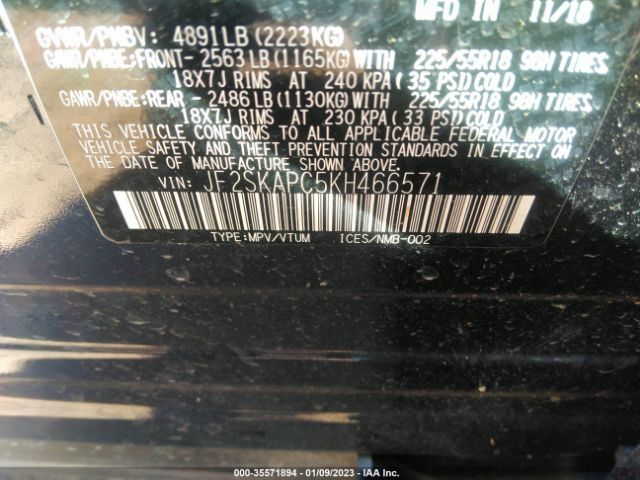 MFD IN 11/18
GVWR/PNBV: 4891LB (2223KG)
GAWR/PNBE:FRONT- 2563LB (1165KG) WITH 225/55R18 98H TIRES
18X7J RIMS AT 240 KPA (35 PSI) COLD
GAWR/PNBE:REAR - 2486LB (1130KG) WITH 225/55R18 98H TIRES
18X7J RIMS AT 230 KPA (33 PSI) COLD
THIS VEHICLE CONFORMS TO ALL APPLICABLE FEDERAL MOTOR
VEHICLE SAFETY AND THEFT PREVENTION STANDARDS IN EFFECT
ON THE DATE OF MANUFACTURE SHOWN ABOVE.
VIN: JF2SKAPC5KH466571
TYPE:MPV/VTUM ICES/NMB-002
000-35571894 - 01/09/2023 - IAA Inc.